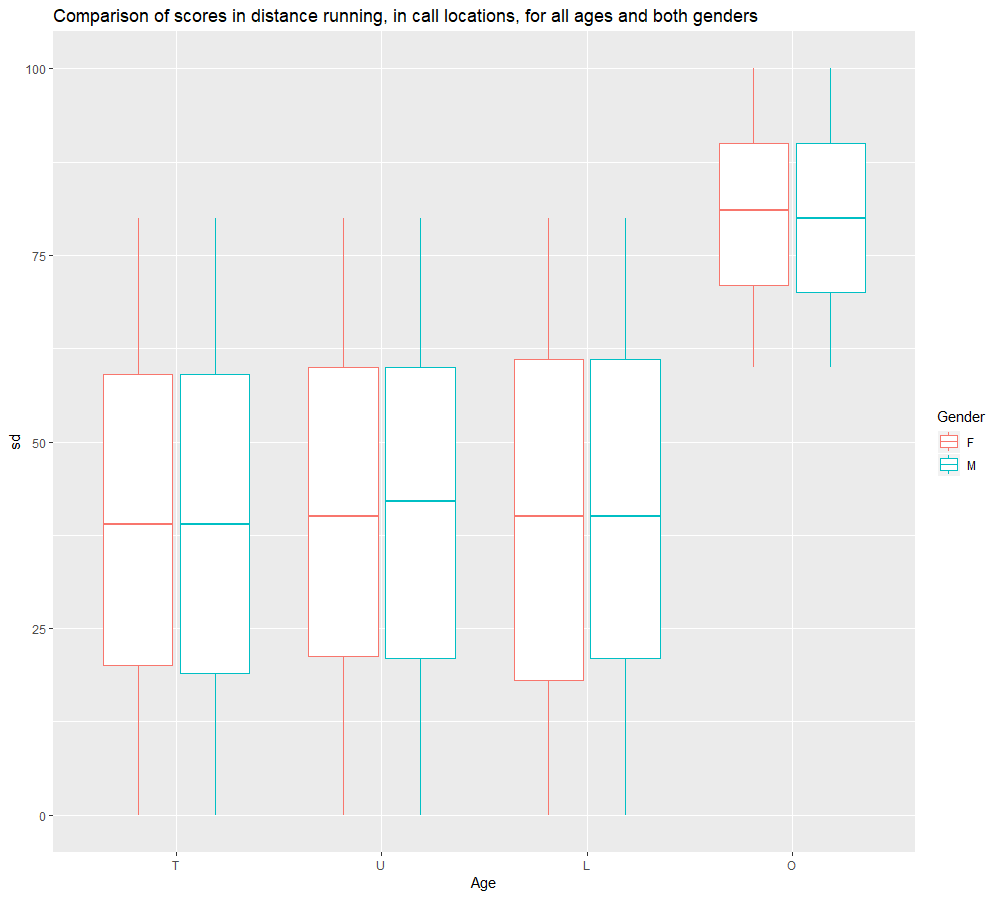 Comparison of scores in distance running, in call locations, for all ages and both genders
100
75
50
25
0
sd
T U L O
Age
Gender
F
M